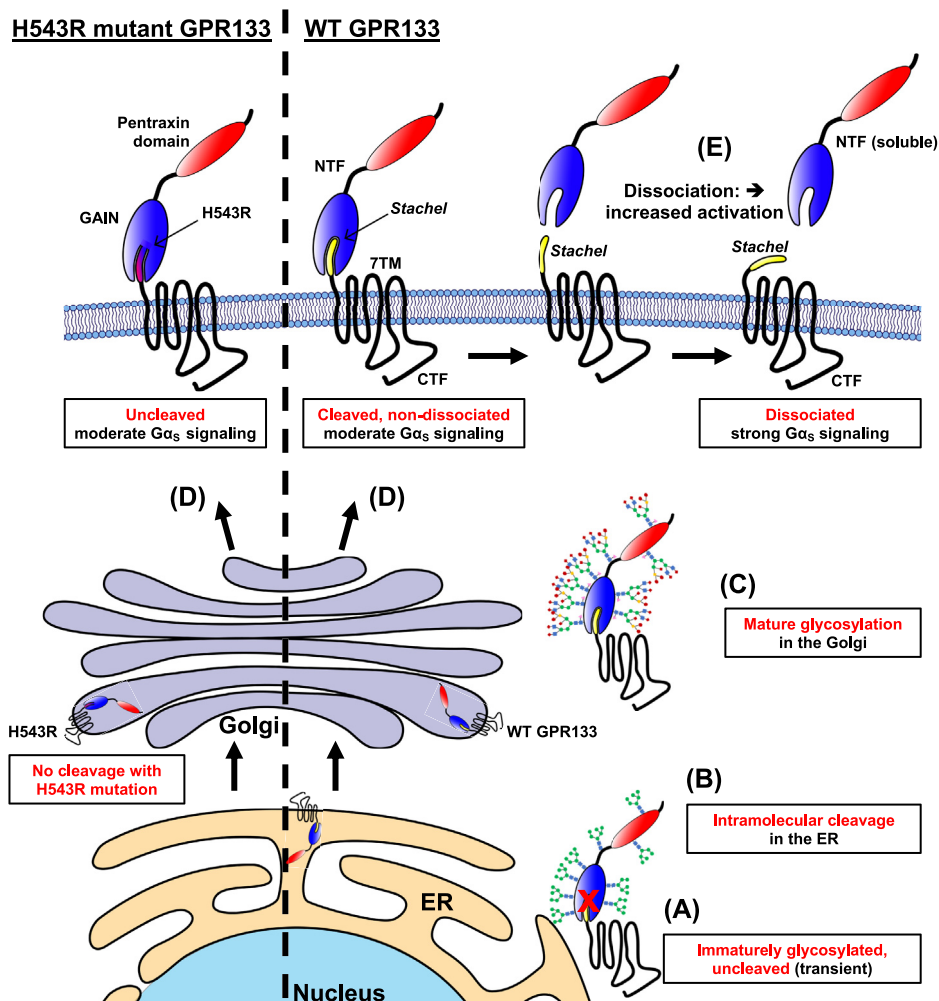 H543R mutant GPR133
WT GPR133
Pentraxin
domain
GAIN
H543R
NTF
Stachel
7TM
CTF
Stachel
(E)
Dissociation: ➔
increased activation
NTF (soluble)
Stachel
CTF
Uncleaved
moderate GαS signaling
Cleaved, non-dissociated
moderate GαS signaling
Dissociated
strong GαS signaling
(D)
(D)
(C)
Mature glycosylation
in the Golgi
H543R
Golgi
WT GPR133
No cleavage with
H543R mutation
(B)
Intramolecular cleavage
in the ER
X
ER
(A)
Immaturely glycosylated,
uncleaved (transient)
Nucleus